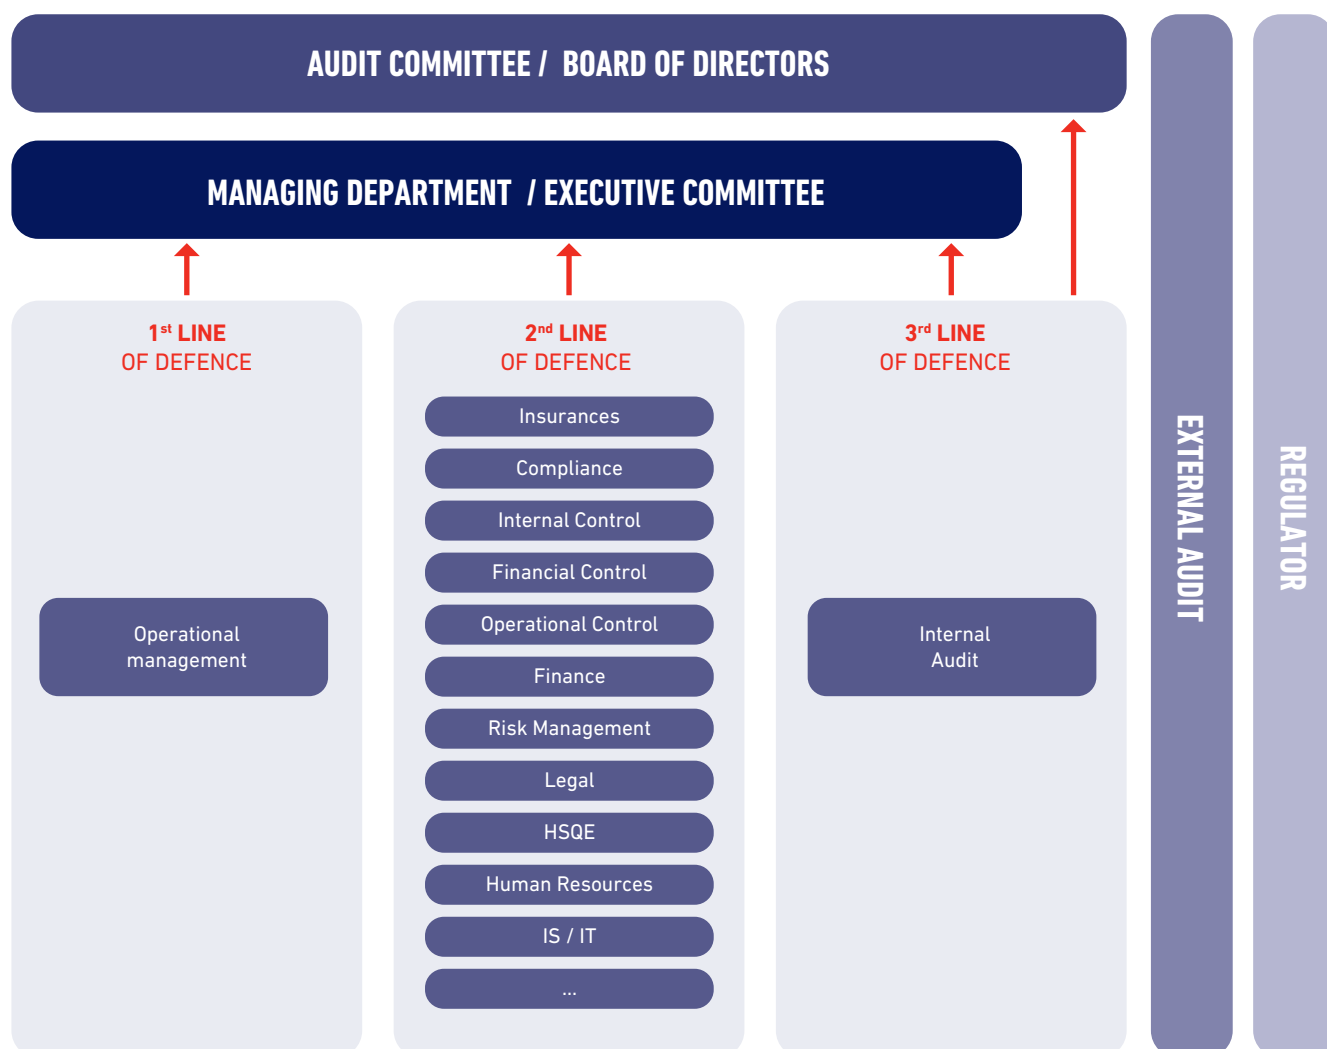 AUDIT COMMITTEE / BOARD OF DIRECTORS
MANAGING DEPARTMENT / EXECUTIVE COMMITTEE
1st LINE
OF DEFENCE
Operational
management
2nd LINE
OF DEFENCE
Insurances
Compliance
Internal Control
Financial Control
Operational Control
Finance
Risk Management
Legal
HSQE
Human Resources
IS / IT
...
3rd LINE
OF DEFENCE
Internal
Audit
EXTERNAL AUDIT
REGULATOR